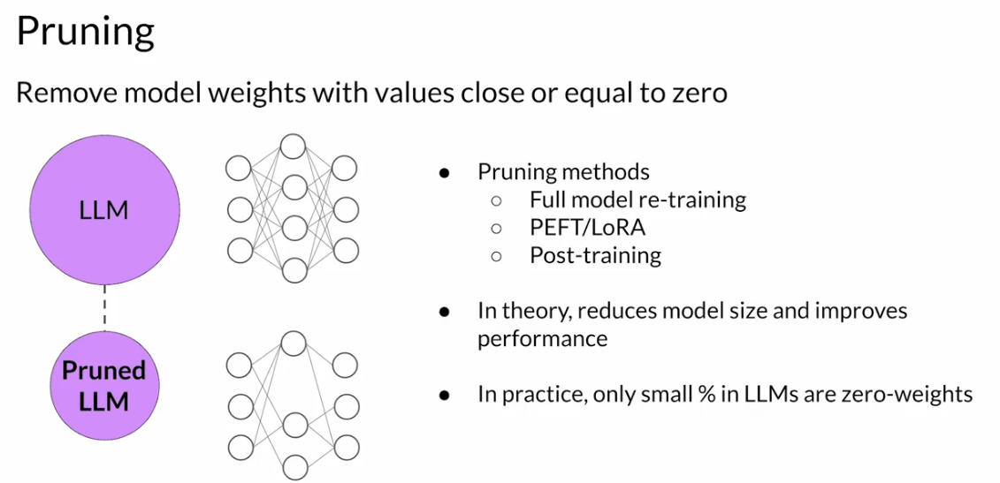 Pruning
Remove model weights with values close or equal to zero
LLM
Pruned
LLM
● Pruning methods
○ Full model re-training
○ PEFT/LoRA
○ Post-training
● In theory, reduces model size and improves
performance
● In practice, only small % in LLMs are zero-weights